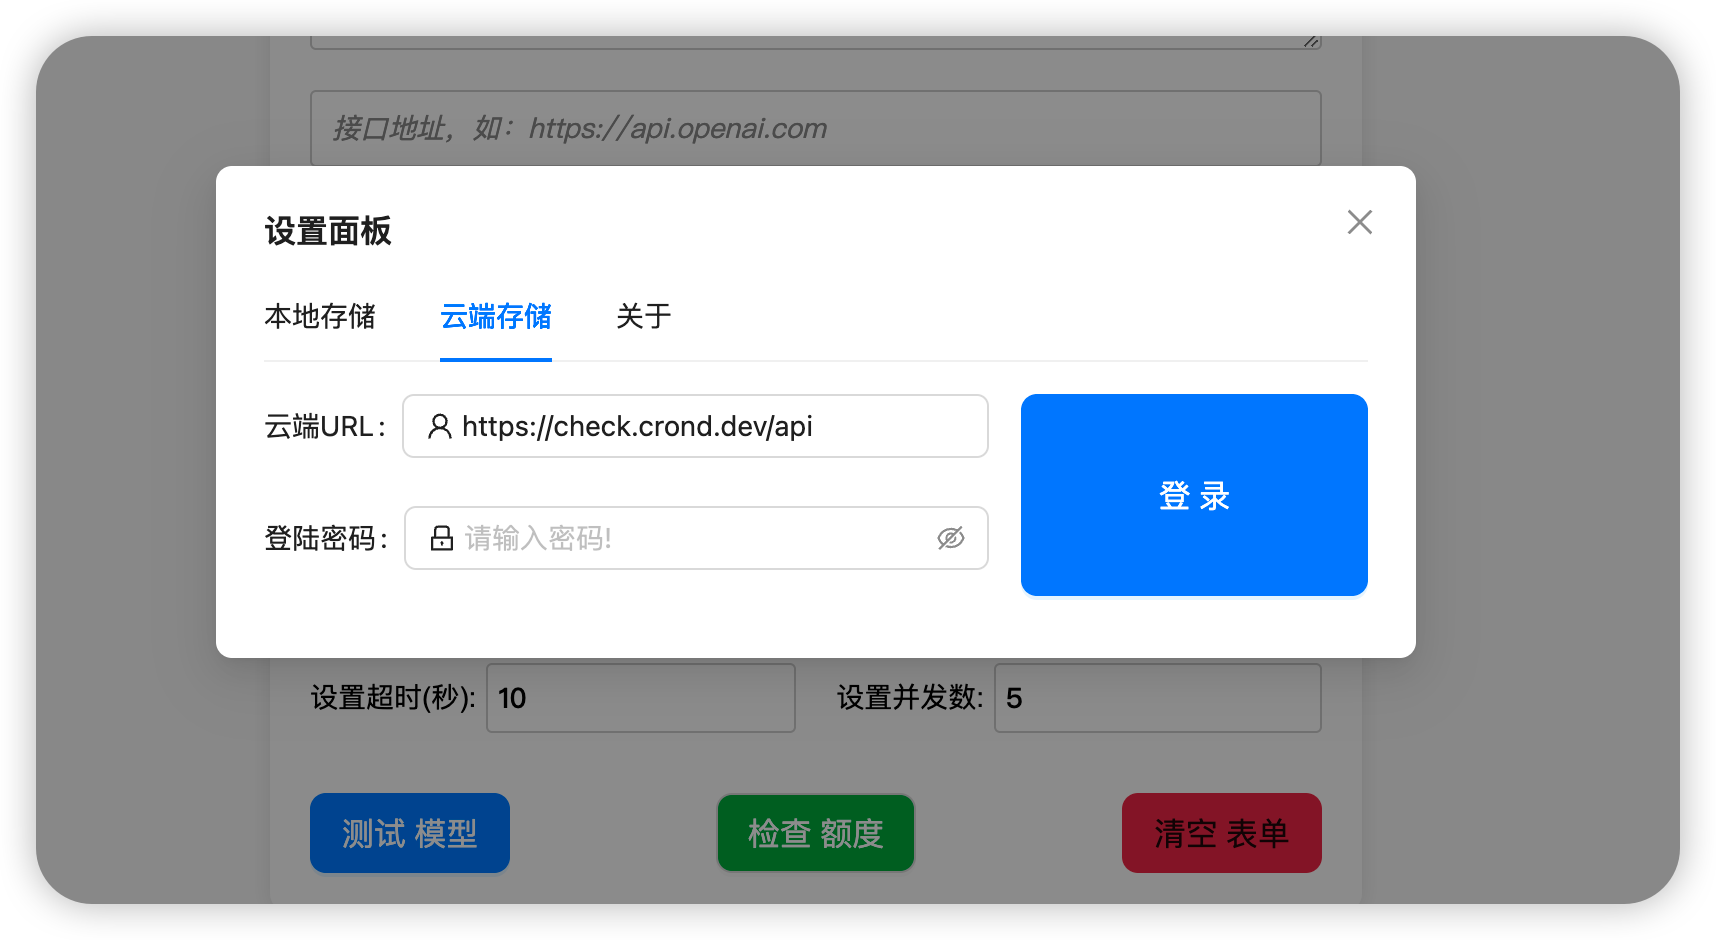 接口地址，如：https://api.openai.com
设置面板
本地存储 云端存储 关于
云端URL： https://check.crond.dev/api
登录
登陆密码： 请输入密码!
设置超时(秒): 10 设置并发数: 5
测试 模型 检查 额度 清空 表单